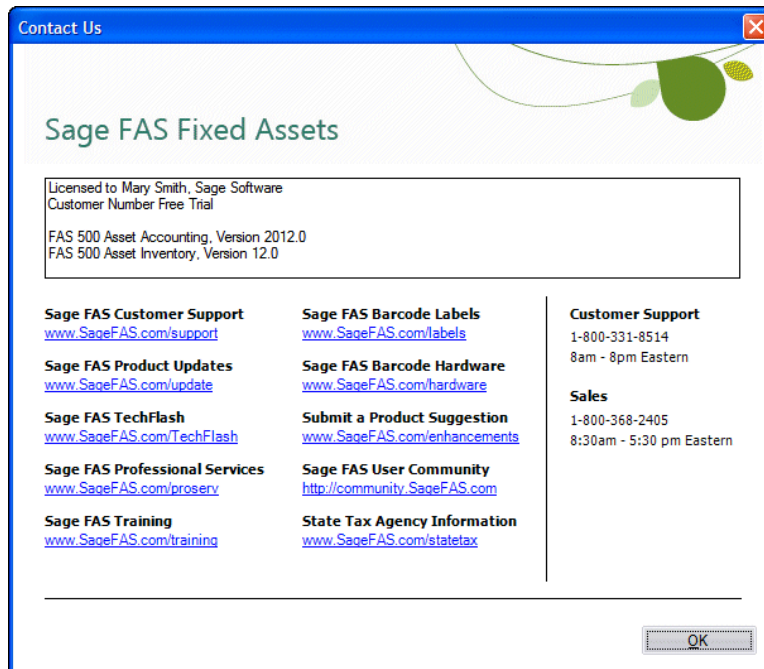 Contact Us
Sage FAS Fixed Assets
Licensed to Mary Smith, Sage Software
Customer Number Free Trial
FAS 500 Asset Accounting, Version 2012.0
FAS 500 Asset Inventory, Version 12.0
Sage FAS Customer Support
www.SageFAS.com/support
Sage FAS Product Updates
www.SageFAS.com/update
Sage FAS TechFlash
www.SageFAS.com/TechFlash
Sage FAS Professional Services
www.SageFAS.com/proserv
Sage FAS Training
www.SageFAS.com/training
Sage FAS Barcode Labels
www.SageFAS.com/labels
Sage FAS Barcode Hardware
www.SageFAS.com/hardware
Submit a Product Suggestion
www.SageFAS.com/enhancements
Sage FAS User Community
http://community.SageFAS.com
State Tax Agency Information
www.SageFAS.com/statetax
Customer Support
1-800-331-8514
8am - 8pm Eastern
Sales
1-800-368-2405
8:30am - 5:30 pm Eastern
OK